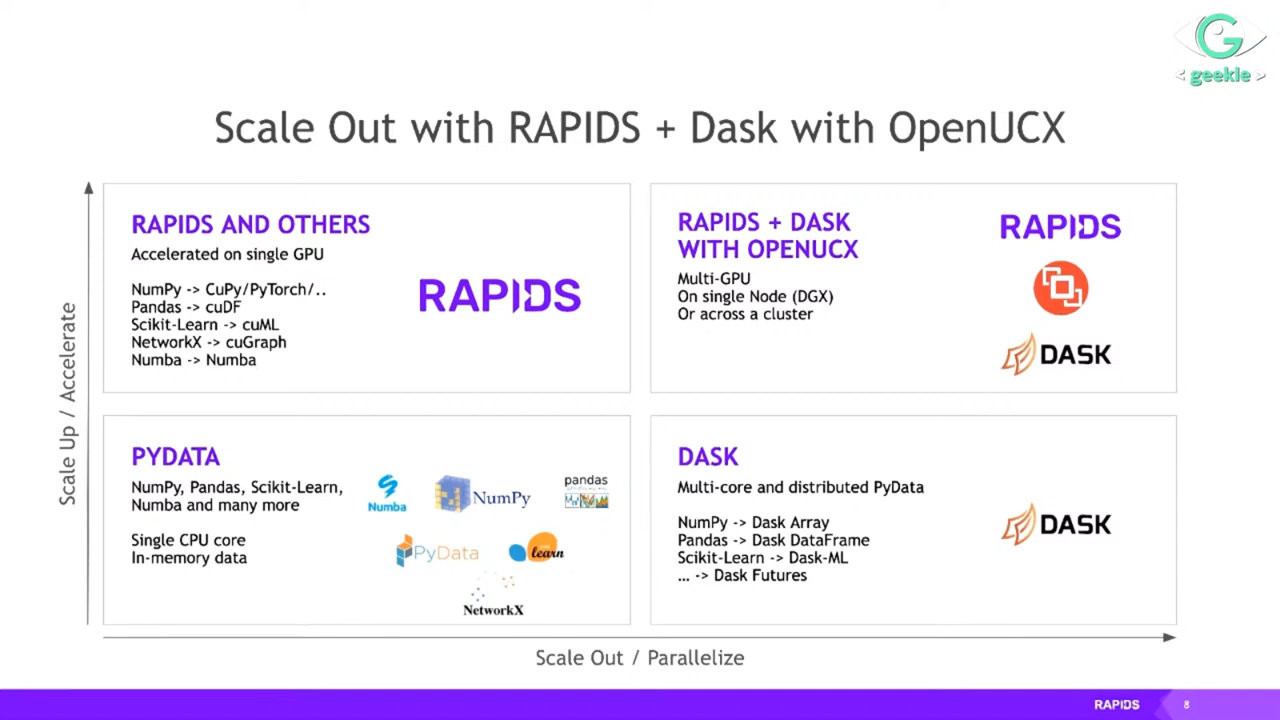 G
< geekle >
Scale Out with RAPIDS + Dask with OpenUCX
Scale Up / Accelerate
RAPIDS AND OTHERS
Accelerated on single GPU
NumPy -> CuPy/PyTorch/..
Pandas -> cuDF
Scikit-Learn -> cuML
NetworkX -> cuGraph
Numba -> Numba
RAPIDS
RAPIDS + DASK
WITH OPENUCX
Multi-GPU
On single Node (DGX)
Or across a cluster
RAPIDS
DASK
PYDATA
NumPy, Pandas, Scikit-Learn,
Numba and many more
Single CPU core
In-memory data
Numba
NumPy
pandas
PyData
learn
NetworkX
DASK
Multi-core and distributed PyData
NumPy -> Dask Array
Pandas -> Dask DataFrame
Scikit-Learn -> Dask-ML
... -> Dask Futures
DASK
Scale Out / Parallelize
RAPIDS
8